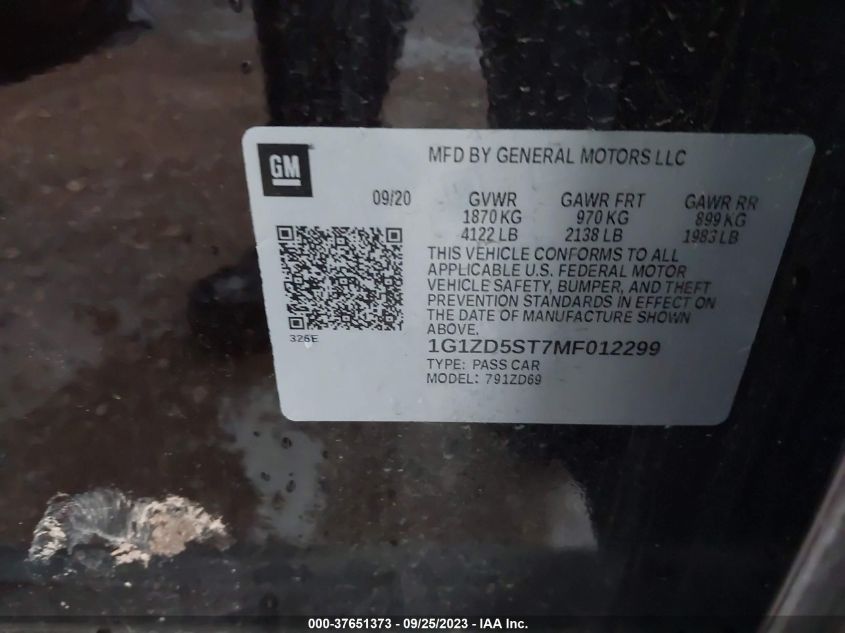 GM
MFD BY GENERAL MOTORS LLC
09/20 GVWR GAWR FRT GAWR RR
1870 KG 970 KG 899 KG
4122 LB 2138 LB 1983 LB
THIS VEHICLE CONFORMS TO ALL
APPLICABLE U.S. FEDERAL MOTOR
VEHICLE SAFETY, BUMPER, AND THEFT
PREVENTION STANDARDS IN EFFECT ON
THE DATE OF MANUFACTURE SHOWN
ABOVE.
326E
1G1ZD5ST7MF012299
TYPE: PASS CAR
MODEL: 791ZD69
000-37651373 - 09/25/2023 - IAA Inc.